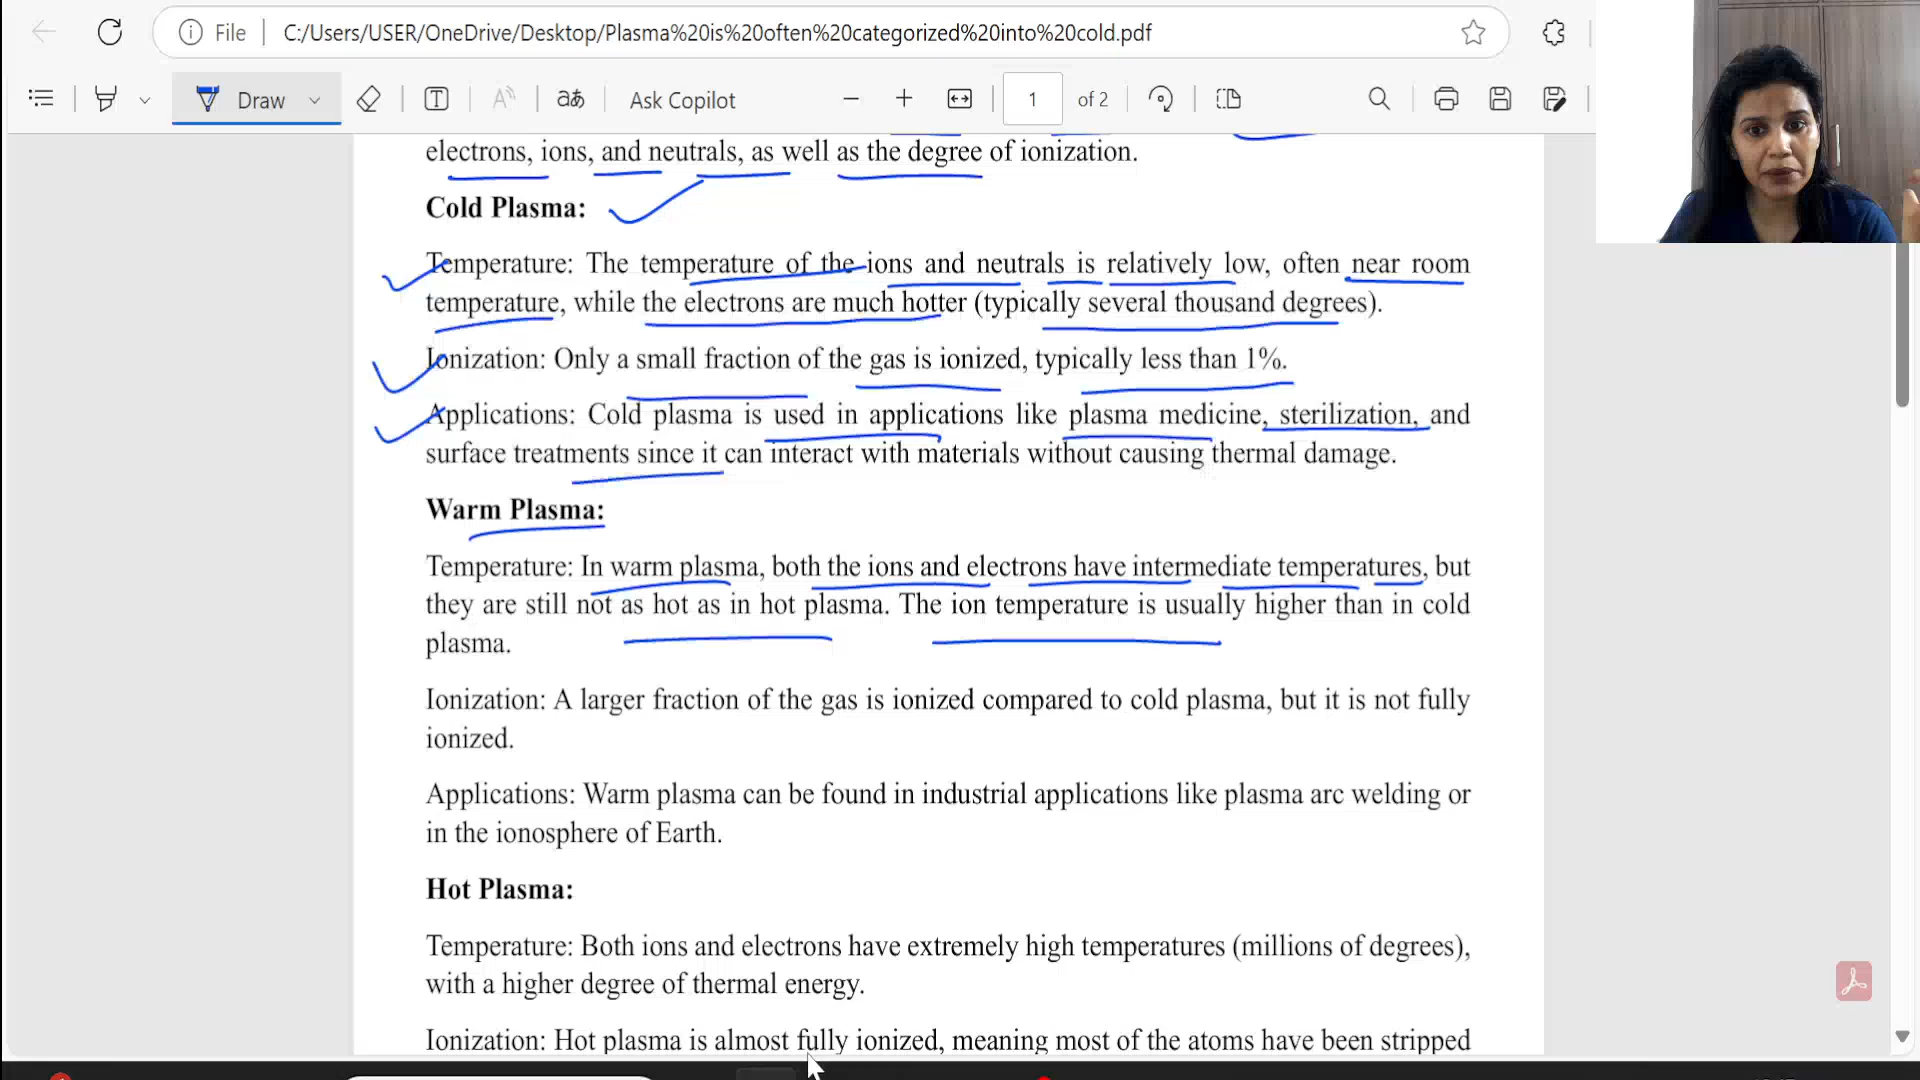 File
C:/Users/USER/OneDrive/Desktop/Plasma%20is%20often%20categorized%20into%20cold.pdf
Draw
T
A
aあ
Ask Copilot
1
of 2
electrons, ions, and neutrals, as well as the degree of ionization.
Cold Plasma:
Temperature: The temperature of the ions and neutrals is relatively low, often near room
temperature, while the electrons are much hotter (typically several thousand degrees).
Ionization: Only a small fraction of the gas is ionized, typically less than 1%.
Applications: Cold plasma is used in applications like plasma medicine, sterilization, and
surface treatments since it can interact with materials without causing thermal damage.
Warm Plasma:
Temperature: In warm plasma, both the ions and electrons have intermediate temperatures, but
they are still not as hot as in hot plasma. The ion temperature is usually higher than in cold
plasma.
Ionization: A larger fraction of the gas is ionized compared to cold plasma, but it is not fully
ionized.
Applications: Warm plasma can be found in industrial applications like plasma arc welding or
in the ionosphere of Earth.
Hot Plasma:
Temperature: Both ions and electrons have extremely high temperatures (millions of degrees),
with a higher degree of thermal energy.
Ionization: Hot plasma is almost fully ionized, meaning most of the atoms have been stripped